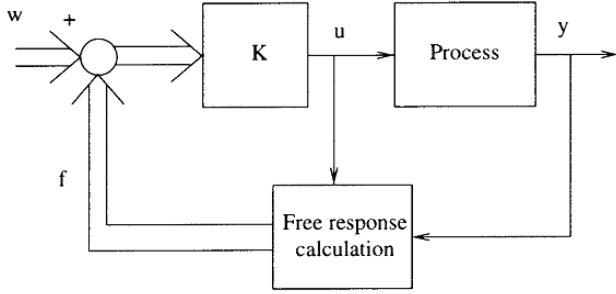 w
+
K
u
Process
y
f
Free response
calculation